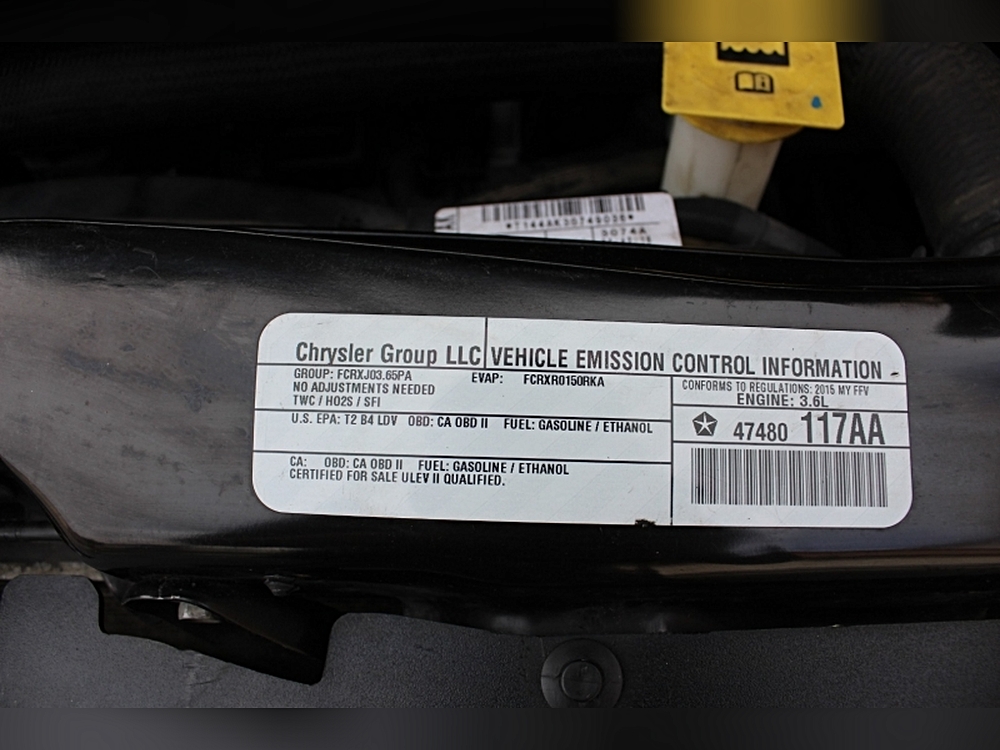 *T144AK30749036*
3074A
Chrysler Group LLC VEHICLE EMISSION CONTROL INFORMATION
GROUP: FCRXJ03.65PA EVAP: FCRXR0150RKA
NO ADJUSTMENTS NEEDED
TWC / HO2S / SFI
CONFORMS TO REGULATIONS: 2015 MY FFV
ENGINE: 3.6L
U.S. EPA: T2 B4 LDV OBD: CA OBD II FUEL: GASOLINE / ETHANOL
47480 117AA
CA: OBD: CA OBD II FUEL: GASOLINE / ETHANOL
CERTIFIED FOR SALE ULEV II QUALIFIED.